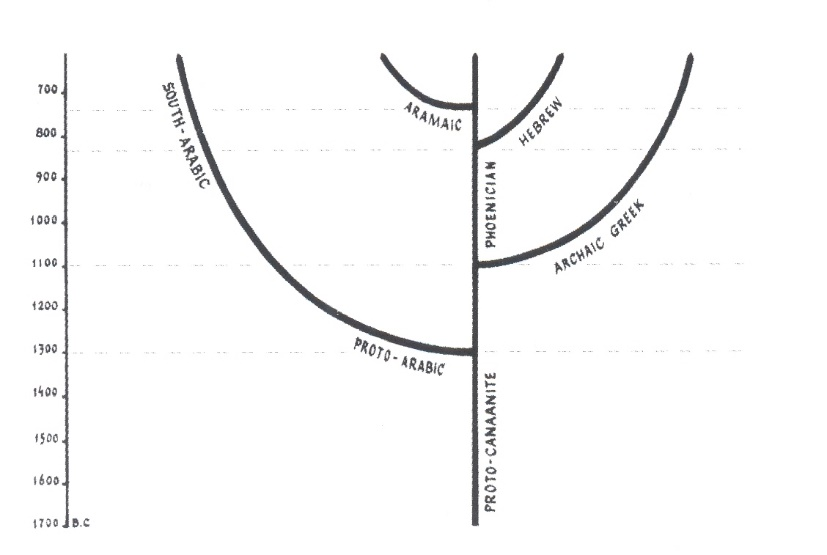 700
800
900
1000
1100
1200
1300
1400
1500
1600
1700 B.C
SOUTH-ARABIC
ARAMAIC
HEBREW
PHOENICIAN
ARCHAIC GREEK
PROTO-ARABIC
PROTO-CANAANITE